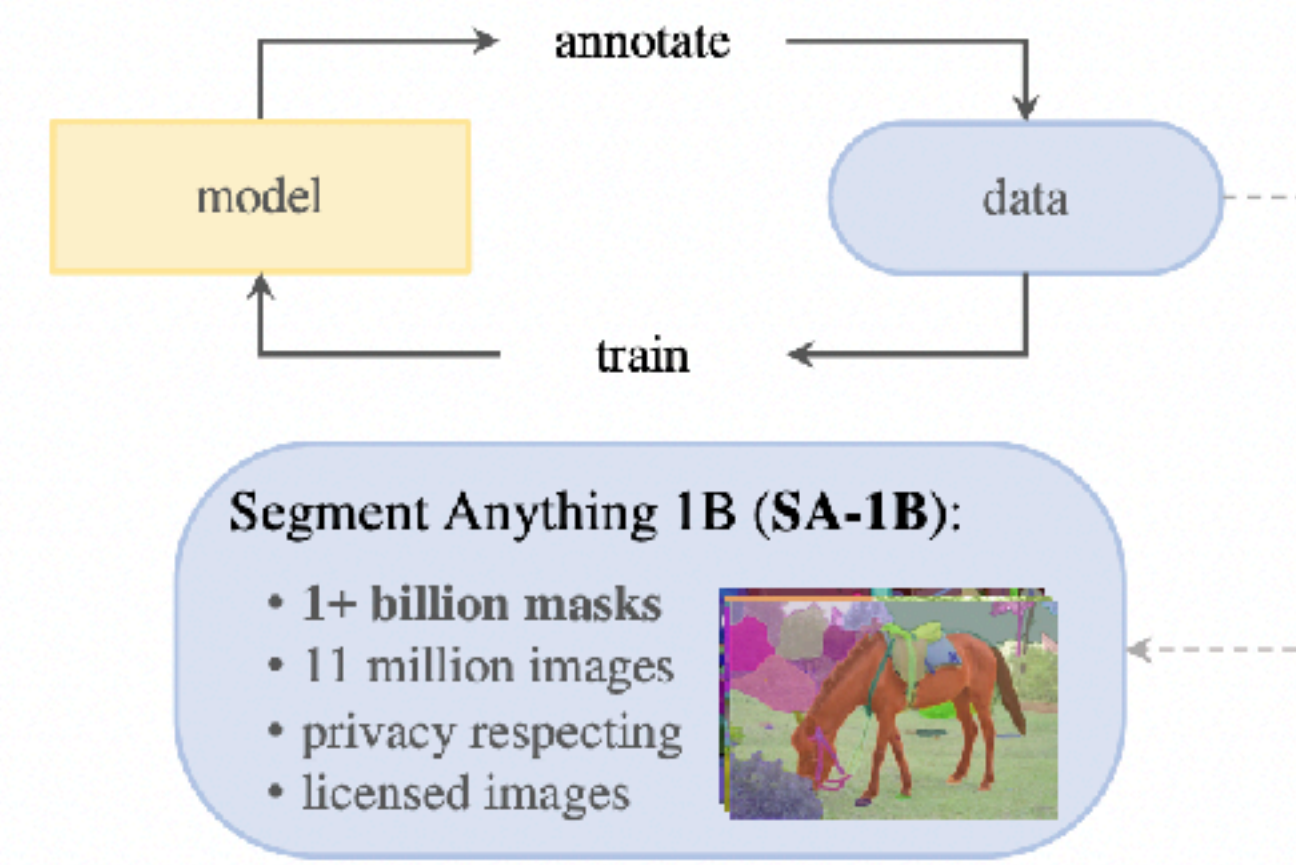 annotate
model
data
train
Segment Anything 1B (SA-1B):
• 1+ billion masks
• 11 million images
• privacy respecting
• licensed images